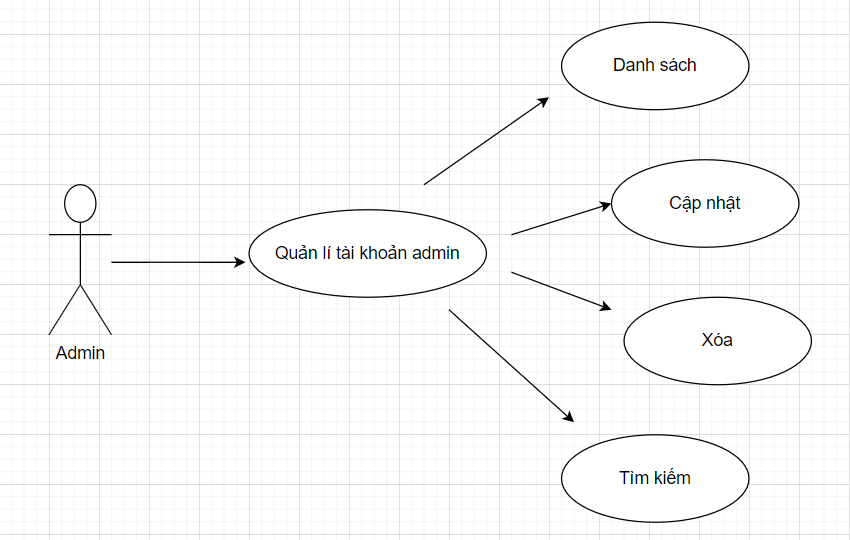 Danh sách
Cập nhật
Quản lí tài khoản admin
Xóa
Admin
Tìm kiếm